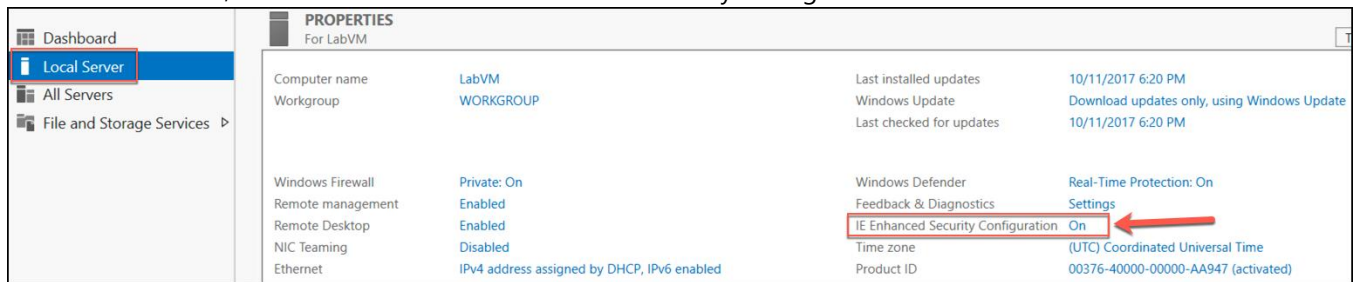 Dashboard
Local Server
All Servers
File and Storage Services
PROPERTIES
For LabVM
Computer name LabVM Last installed updates 10/11/2017 6:20 PM
Workgroup WORKGROUP Windows Update Download updates only, using Windows Update
Last checked for updates 10/11/2017 6:20 PM
Windows Firewall Private: On Windows Defender Real-Time Protection: On
Remote management Enabled Feedback & Diagnostics Settings
Remote Desktop Enabled IE Enhanced Security Configuration On
NIC Teaming Disabled Time zone (UTC) Coordinated Universal Time
Ethernet IPv4 address assigned by DHCP, IPv6 enabled Product ID 00376-40000-00000-AA947 (activated)